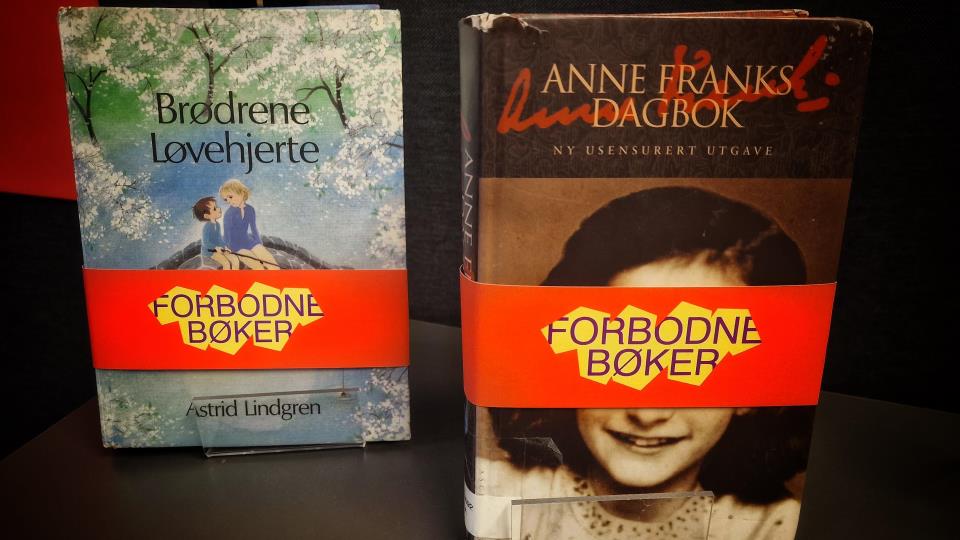 Brødrene
Løvehjerte
FORBODNE
BØKER
Astrid Lindgren
ANNE FRANKS
DAGBOK
NY USENSURERT UTGAVE
FORBODNE
BØKER